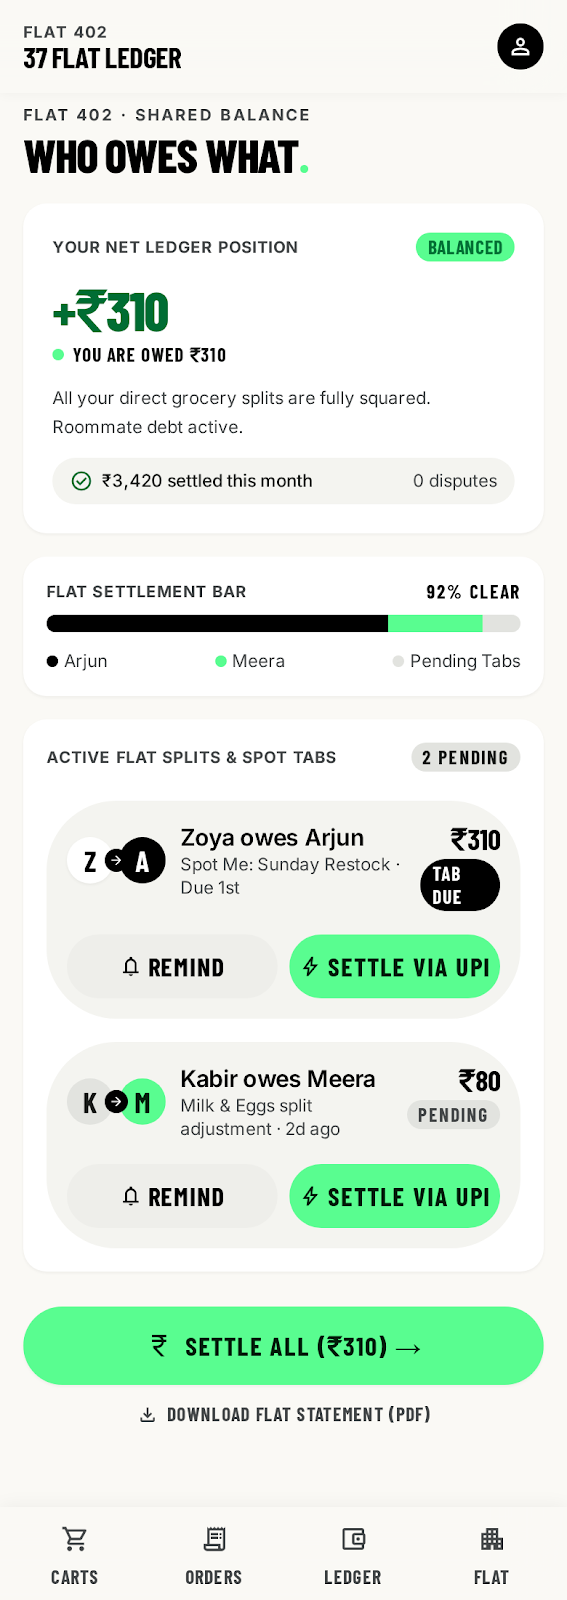 FLAT 402
37 FLAT LEDGER
FLAT 402 · SHARED BALANCE
WHO OWES WHAT.
YOUR NET LEDGER POSITION
BALANCED
+₹310
YOU ARE OWED ₹310
All your direct grocery splits are fully squared.
Roommate debt active.
₹3,420 settled this month
0 disputes
FLAT SETTLEMENT BAR
92% CLEAR
Arjun
Meera
Pending Tabs
ACTIVE FLAT SPLITS & SPOT TABS
2 PENDING
Z
A
Zoya owes Arjun
Spot Me: Sunday Restock ·
Due 1st
₹310
TAB
DUE
REMIND
SETTLE VIA UPI
K
M
Kabir owes Meera
Milk & Eggs split
adjustment · 2d ago
₹80
PENDING
REMIND
SETTLE VIA UPI
₹ SETTLE ALL (₹310) →
DOWNLOAD FLAT STATEMENT (PDF)
CARTS
ORDERS
LEDGER
FLAT